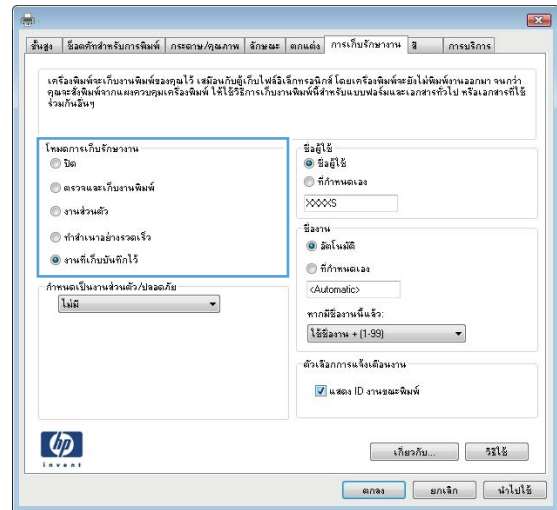 ขั้นสูง
ช็อตคัทสำหรับการพิมพ์
กระดาษ/คุณภาพ
ลักษณะ
ตกแต่ง
การเก็บรักษางาน
สี
การบริการ
เครื่องพิมพ์จะเก็บงานพิมพ์ของคุณไว้ เสมือนกับตู้เก็บไฟล์อิเล็กทรอนิกส์ โดยเครื่องพิมพ์จะยังไม่พิมพ์งานออกมา จนกว่า
คุณจะสั่งพิมพ์จากแผงควบคุมเครื่องพิมพ์ ใช้ใช้วิธีการเก็บงานพิมพ์นี้สำหรับแบบฟอร์มและเอกสารทั่วไป หรือเอกสารที่ใช้
ร่วมกันอื่นๆ
โหมดการเก็บรักษางาน
ปิด
ตรวจและเก็บงานพิมพ์
งานส่วนตัว
ทำสำเนาอย่างรวดเร็ว
งานที่เก็บบันทึกไว้
กำหนดเป็นงานส่วนตัว/ปลอดภัย
ไม่มี
ชื่อผู้ใช้
ชื่อผู้ใช้
ที่กำหนดเอง
XXXXS
ชื่องาน
อัตโนมัติ
ที่กำหนดเอง
<Automatic>
หากมีชื่องานนี้แล้ว:
ใช้ชื่องาน + (1-99)
ตัวเลือกการแจ้งเตือนงาน
แสดง ID งานขณะพิมพ์
hp
invent
เกี่ยวกับ...
วิธีใช้
ตกลง
ยกเลิก
นำไปใช้